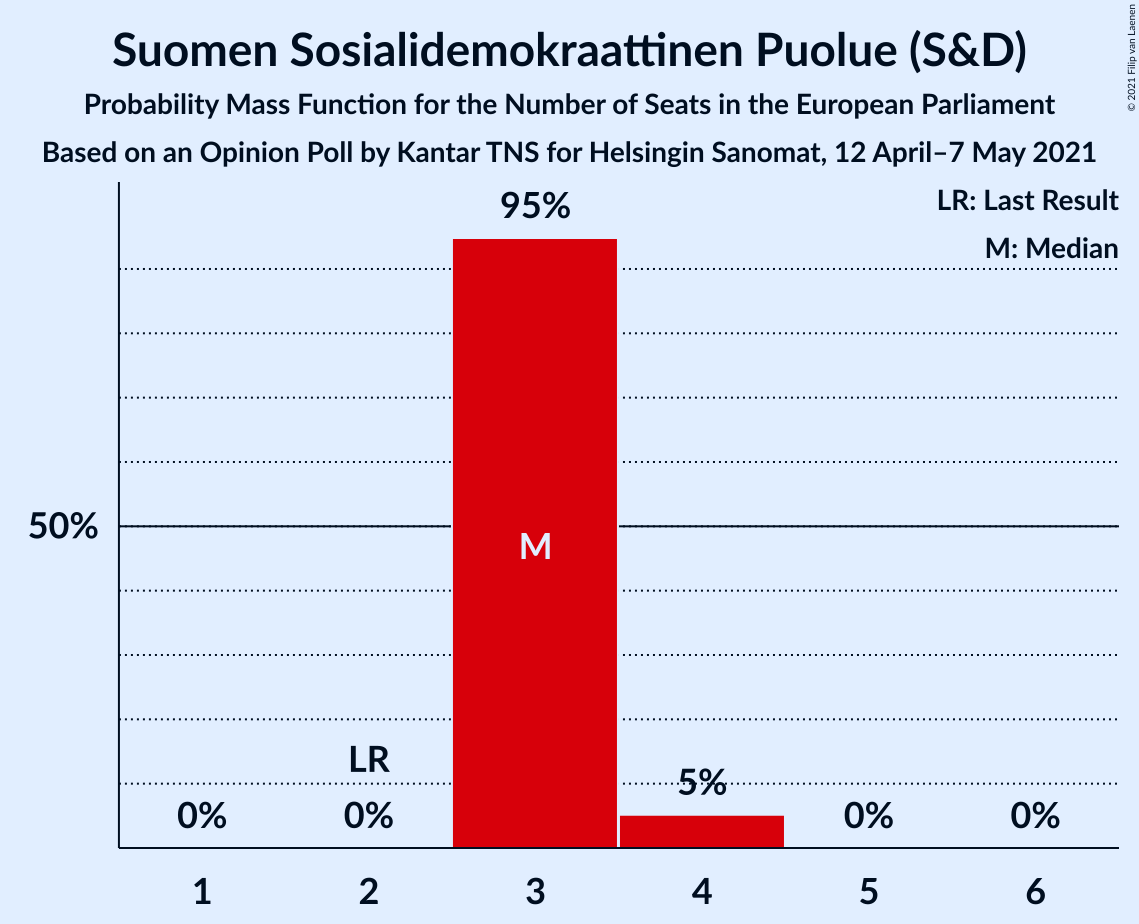 Suomen Sosialidemokraattinen Puolue (S&D)
Probability Mass Function for the Number of Seats in the European Parliament
Based on an Opinion Poll by Kantar TNS for Helsingin Sanomat, 12 April–7 May 2021
© 2021 Filip van Laenen
LR: Last Result
M: Median
95%
50%
M
LR
0%
0%
5%
0%
0%
1
2
3
4
5
6